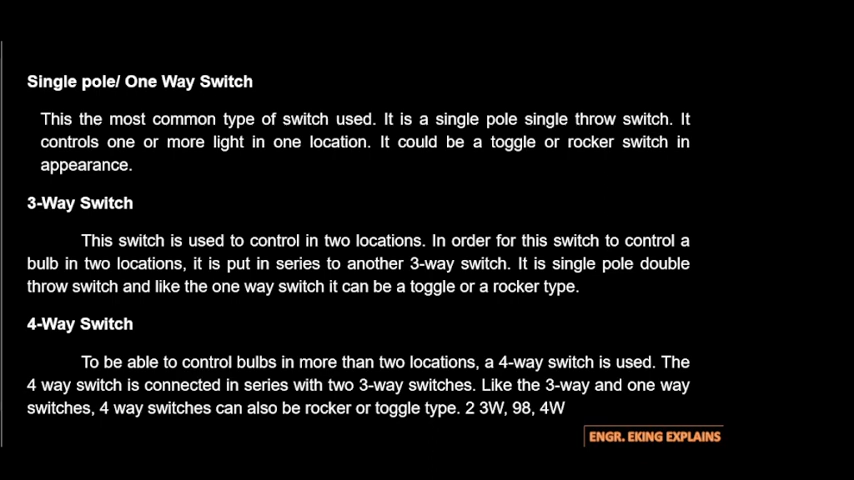 Single pole/ One Way Switch
This the most common type of switch used. It is a single pole single throw switch. It
controls one or more light in one location. It could be a toggle or rocker switch in
appearance.
3-Way Switch
This switch is used to control in two locations. In order for this switch to control a
bulb in two locations, it is put in series to another 3-way switch. It is single pole double
throw switch and like the one way switch it can be a toggle or a rocker type.
4-Way Switch
To be able to control bulbs in more than two locations, a 4-way switch is used. The
4 way switch is connected in series with two 3-way switches. Like the 3-way and one way
switches, 4 way switches can also be rocker or toggle type. 2 3W, 98, 4W
ENGR. EKING EXPLAINS